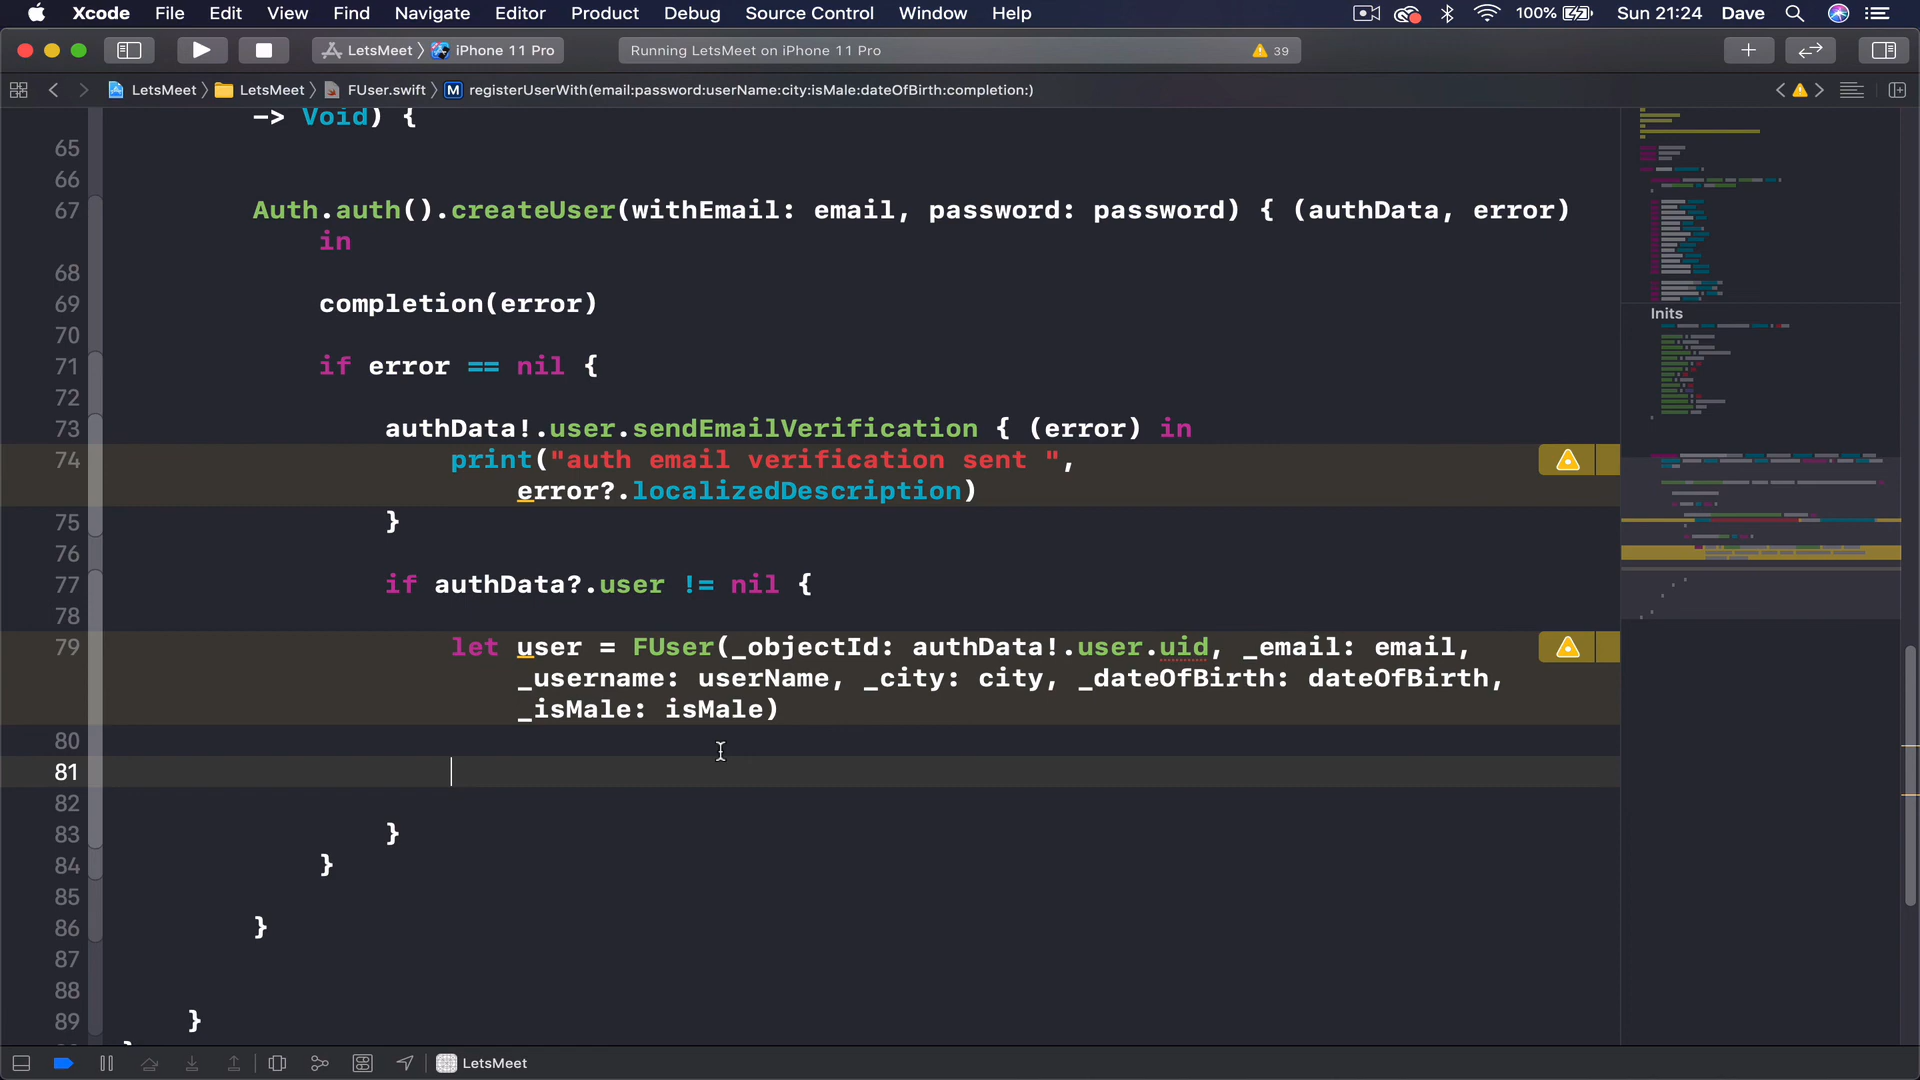 Xcode File Edit View Find Navigate Editor Product Debug Source Control Window Help 100% Sun 21:24 Dave
LetsMeet iPhone 11 Pro Running LetsMeet on iPhone 11 Pro 39
LetsMeet LetsMeet FUser.swift M registerUserWith(email:password:userName:city:isMale:dateOfBirth:completion:)
-> Void) {
65
66
67 Auth.auth().createUser(withEmail: email, password: password) { (authData, error)
in
68
69 completion(error)
70
71 if error == nil {
72
73 authData!.user.sendEmailVerification { (error) in
74 print("auth email verification sent ",
error?.localizedDescription)
75 }
76
77 if authData?.user != nil {
78
79 let user = FUser(_objectId: authData!.user.uid, _email: email,
_username: userName, _city: city, _dateOfBirth: dateOfBirth,
_isMale: isMale)
80
81
82
83 }
84 }
85
86 }
87
88
89 }
Inits
LetsMeet